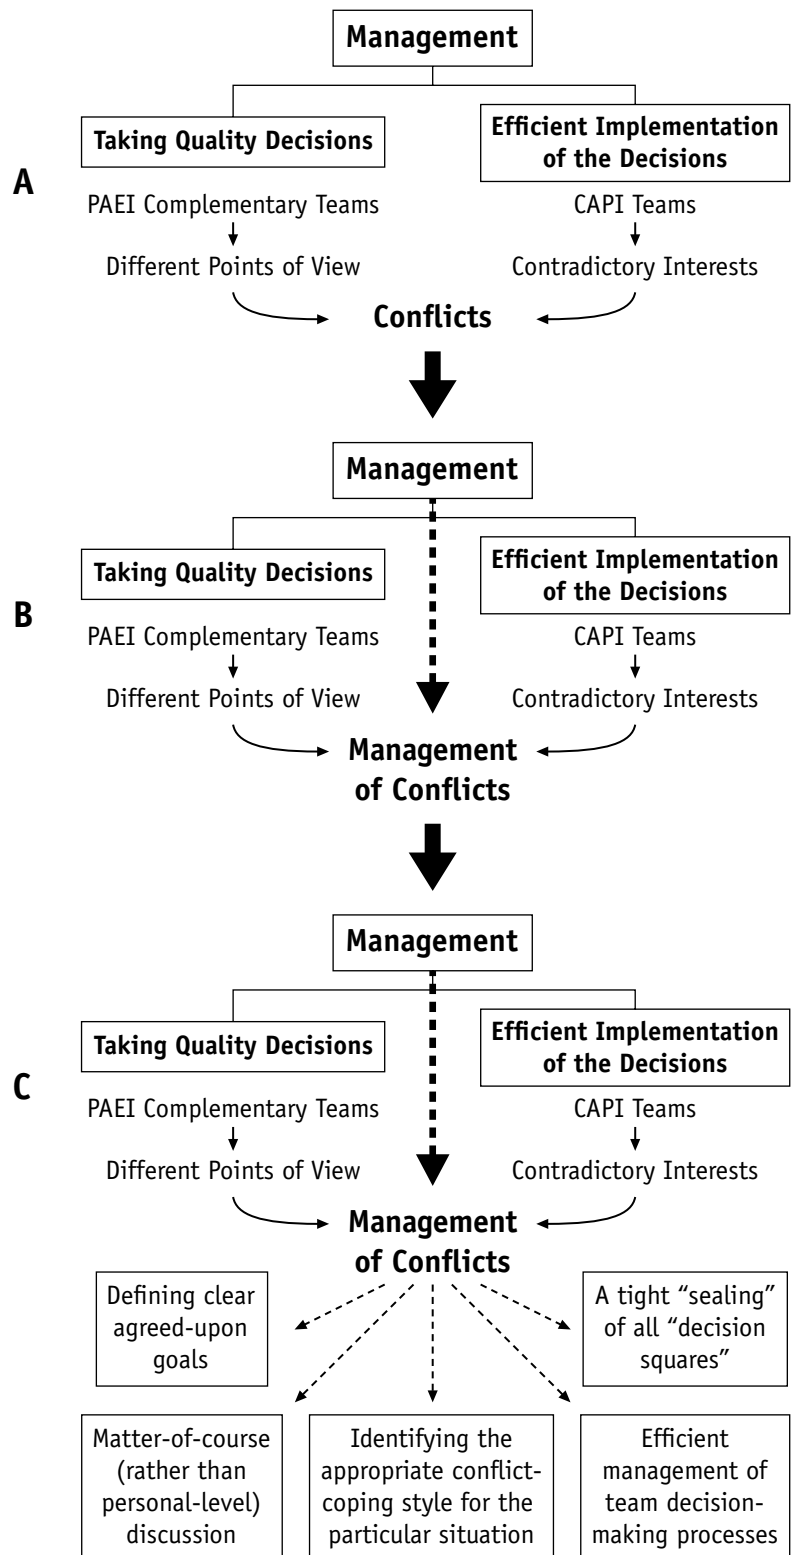 Management
Taking Quality Decisions
Efficient Implementation
of the Decisions
A
PAEI Complementary Teams
CAPI Teams
Different Points of View
Contradictory Interests
Conflicts
Management
Taking Quality Decisions
Efficient Implementation
of the Decisions
B
PAEI Complementary Teams
CAPI Teams
Different Points of View
Contradictory Interests
Management
of Conflicts
Management
Taking Quality Decisions
Efficient Implementation
of the Decisions
C
PAEI Complementary Teams
CAPI Teams
Different Points of View
Contradictory Interests
Management
of Conflicts
Defining clear
agreed-upon
goals
A tight “sealing”
of all “decision
squares”
Matter-of-course
(rather than
personal-level)
discussion
Identifying the
appropriate conflict-
coping style for the
particular situation
Efficient
management of
team decision-
making processes